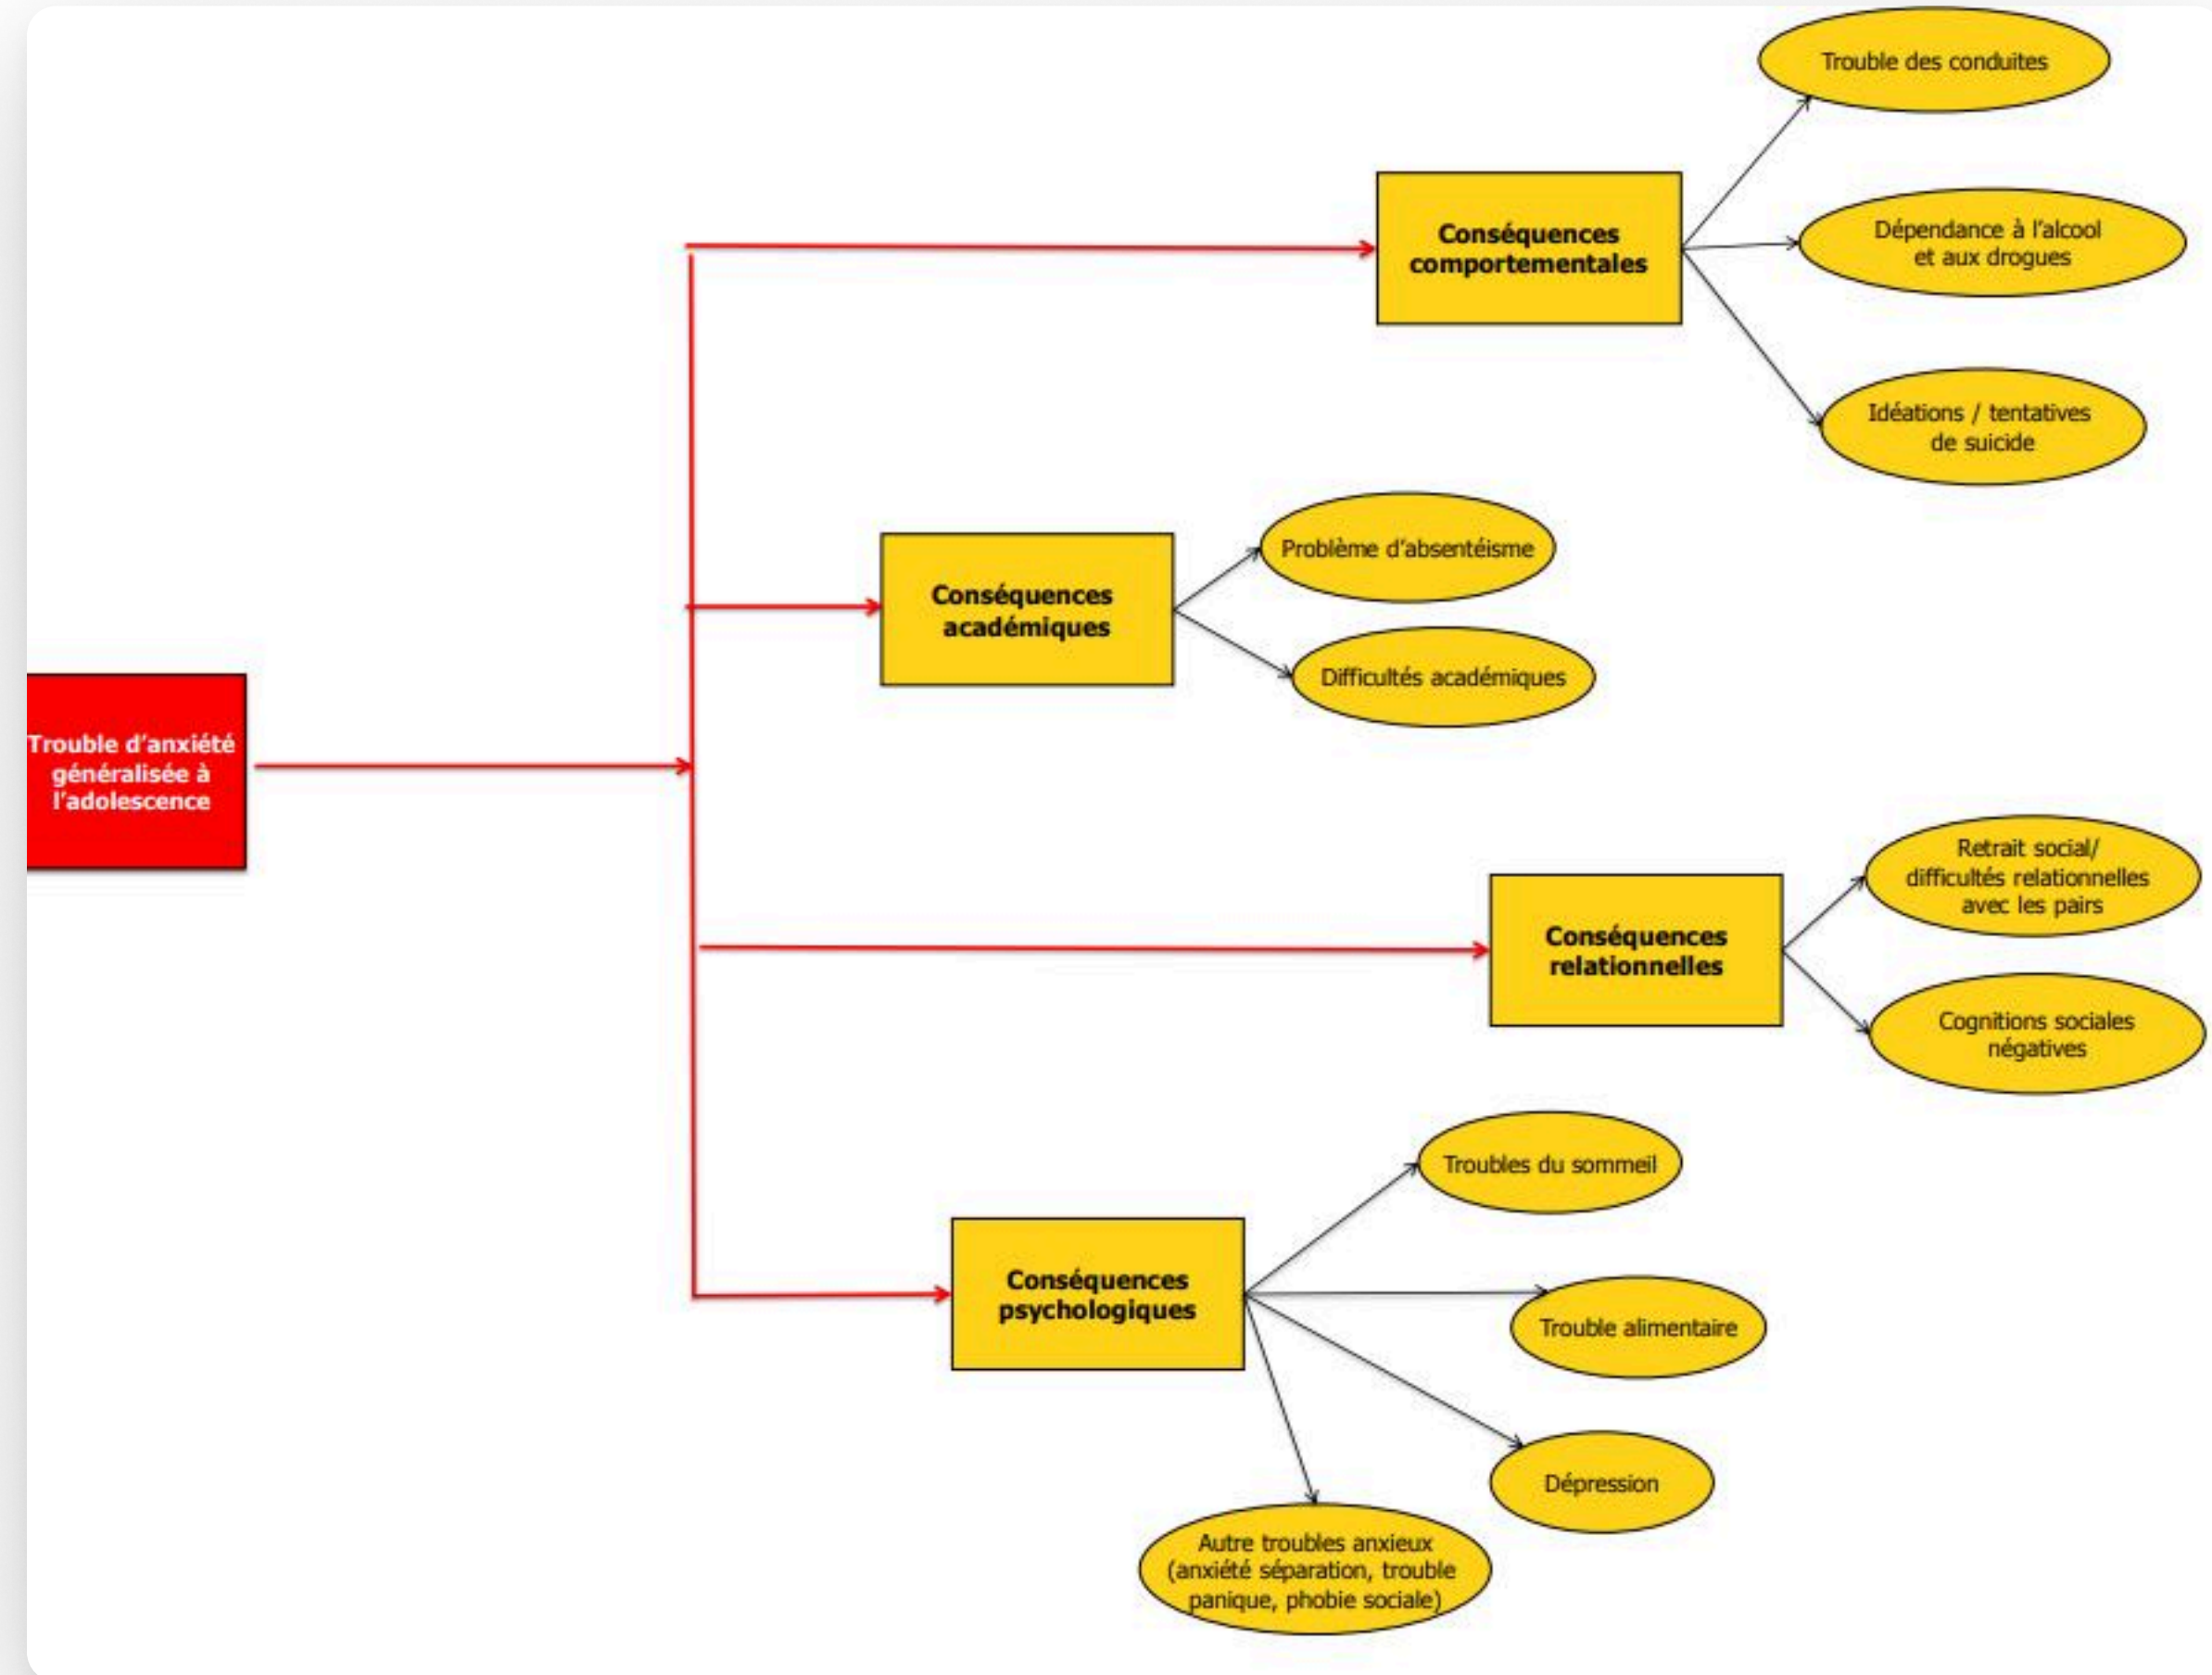 Trouble des conduites
Conséquences
comportementales
Dépendance à l'alcool
et aux drogues
Idéations / tentatives
de suicide
Conséquences
académiques
Problème d'absentéisme
Difficultés académiques
Trouble d'anxiété
généralisée à
l'adolescence
Conséquences
relationnelles
Retrait social/
difficultés relationnelles
avec les pairs
Cognitions sociales
négatives
Conséquences
psychologiques
Troubles du sommeil
Trouble alimentaire
Dépression
Autre troubles anxieux
(anxiété séparation, trouble
panique, phobie sociale)